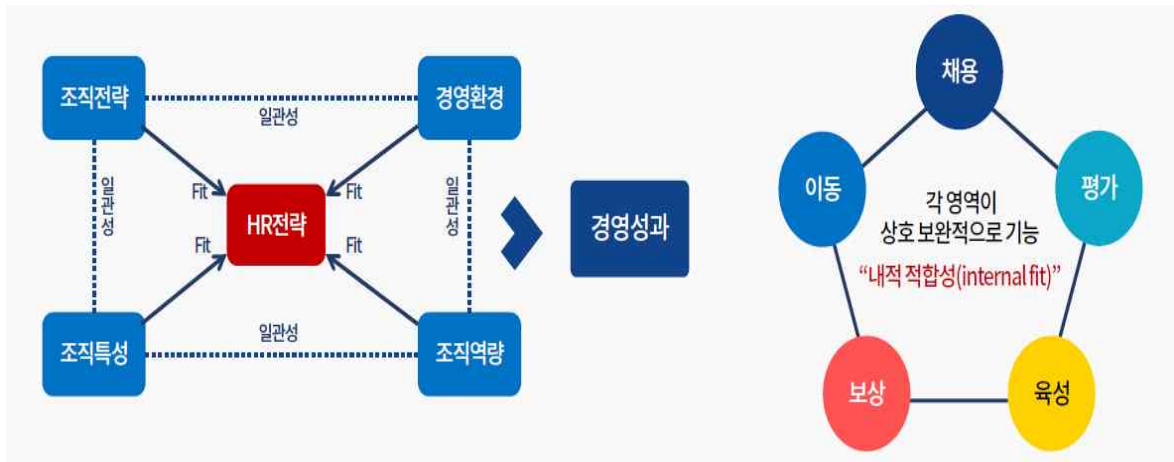 조직전략
일관성
경영환경
Fit
Fit
일관성
HR전략
일관성
경영성과
Fit
Fit
조직특성
일관성
조직역량
채용
이동
평가
각 영역이
상호 보완적으로 기능
“내적 적합성(internal fit)”
보상
육성